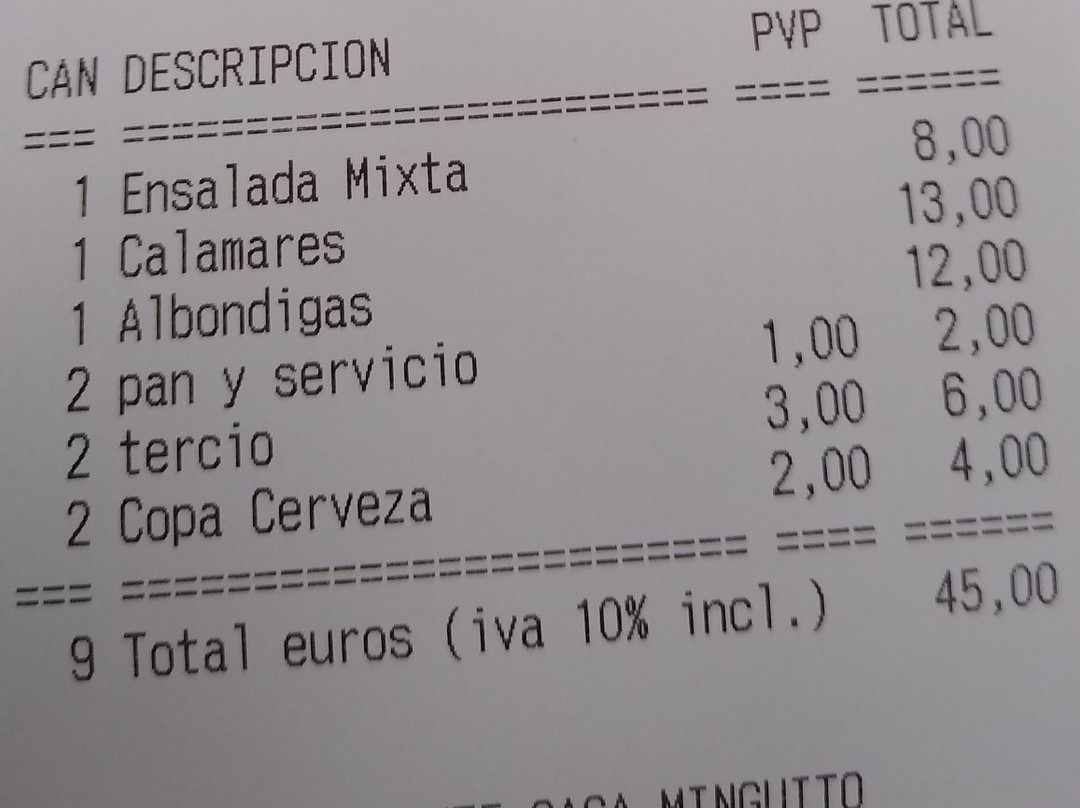 CAN DESCRIPCION PVP TOTAL
=== ======================== ==== ======
1 Ensalada Mixta 8,00
1 Calamares 13,00
1 Albondigas 12,00
2 pan y servicio 1,00 2,00
2 tercio 3,00 6,00
2 Copa Cerveza 2,00 4,00
=== ======================== ==== ======
9 Total euros (iva 10% incl.) 45,00
CASA MINGUITO